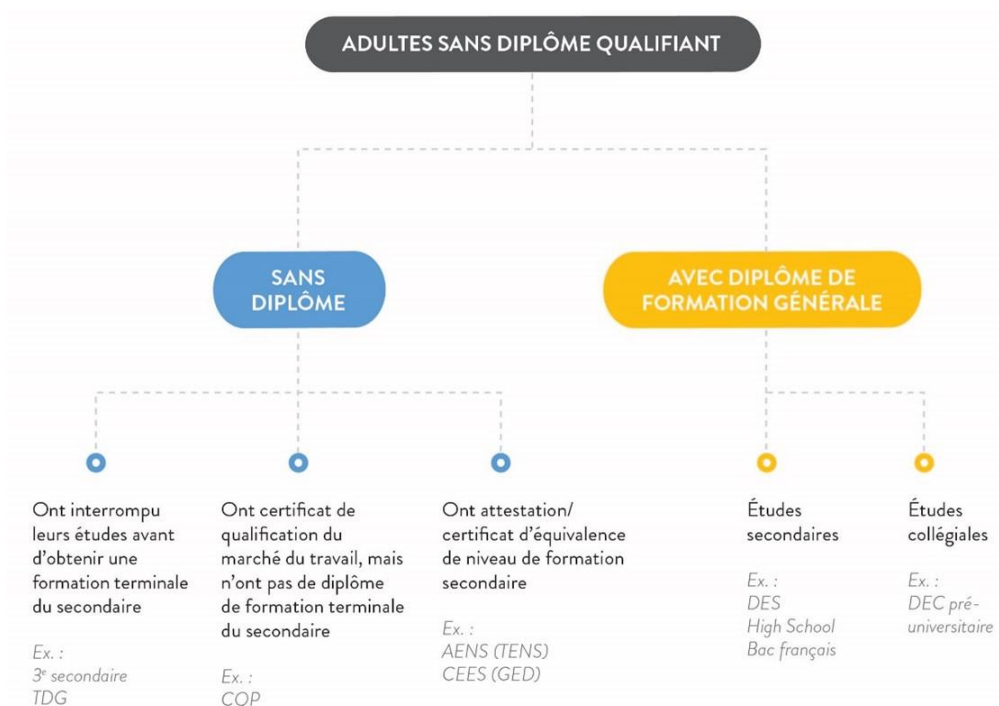 ADULTES SANS DIPLÔME QUALIFIANT
SANS
DIPLÔME
AVEC DIPLÔME DE
FORMATION GÉNÉRALE
Ont interrompu
leurs études avant
d'obtenir une
formation terminale
du secondaire
Ex. :
3e secondaire
TDG
Ont certificat de
qualification du
marché du travail, mais
n'ont pas de diplôme
de formation terminale
du secondaire
Ex. :
CQP
Ont attestation/
certificat d'équivalence
de niveau de formation
secondaire
Ex. :
AENS (TENS)
CEES (GED)
Études
secondaires
Ex. :
DES
High School
Bac français
Études
collégiales
Ex. :
DEC pré-
universitaire